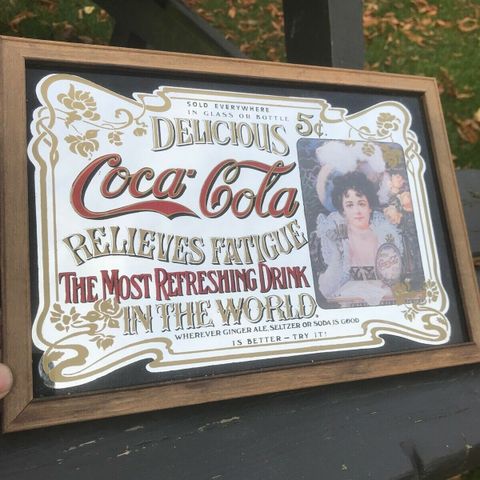 SOLD EVERYWHERE
IN GLASS OR BOTTLE
DELICIOUS 5¢.
Coca-Cola
RELIEVES FATIGUE
THE MOST REFRESHING DRINK
IN THE WORLD.
WHEREVER GINGER ALE, SELTZER OR SODA IS GOOD
IS BETTER — TRY IT!